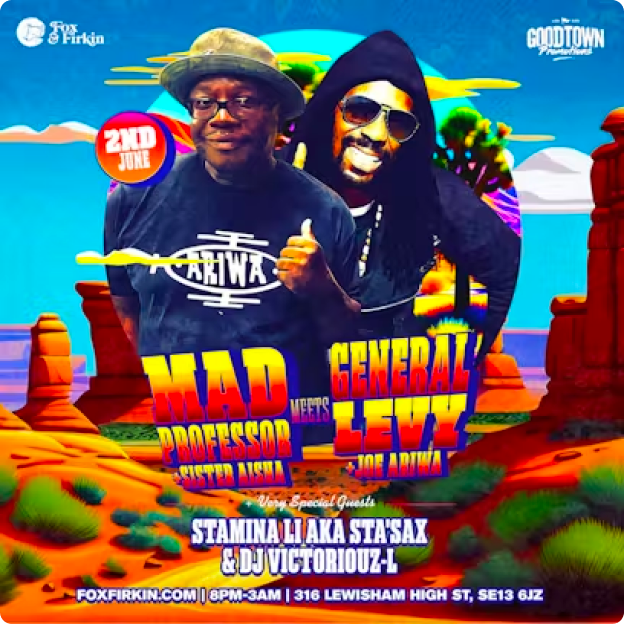 Fox
& Firkin
The
GOODTOWN
Promotions
2ND
JUNE
ARIWA
MAD
PROFESSOR
+SISTER AISHA
MEETS
GENERAL
LEVY
+JOE ARIWA
+ Very Special Guests
STAMINA LI AKA STA'SAX
& DJ VICTORIOUZ-L
FOXFIRKIN.COM | 8PM-3AM | 316 LEWISHAM HIGH ST, SE13 6JZ